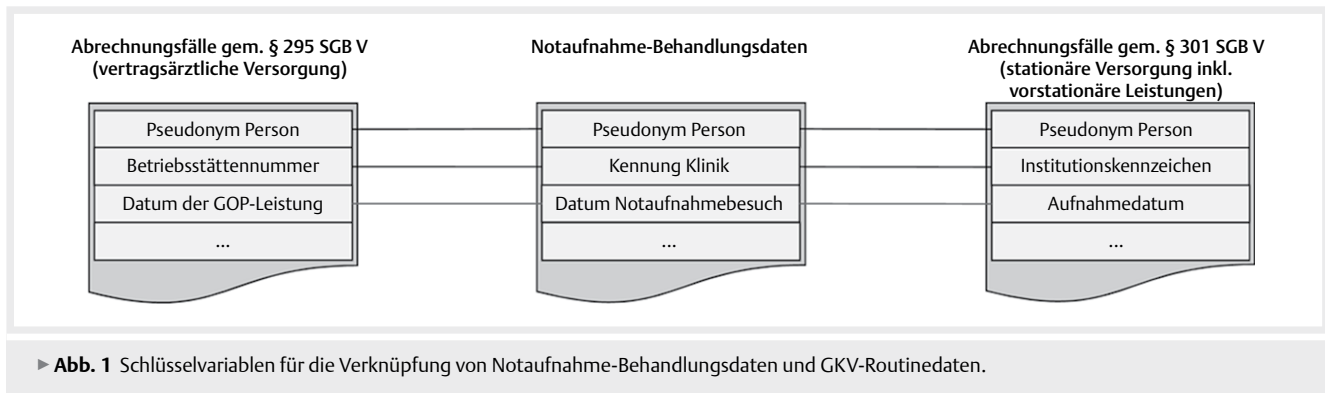 Abrechnungsfälle gem. § 295 SGB V
(vertragsärztliche Versorgung)
Pseudonym Person
Betriebsstättennummer
Datum der GOP-Leistung
...
Notaufnahme-Behandlungsdaten
Pseudonym Person
Kennung Klinik
Datum Notaufnahmebesuch
...
Abrechnungsfälle gem. § 301 SGB V
(stationäre Versorgung inkl.
vorstationäre Leistungen)
Pseudonym Person
Institutionskennzeichen
Aufnahmedatum
...
▶ Abb. 1 Schlüsselvariablen für die Verknüpfung von Notaufnahme-Behandlungsdaten und GKV-Routinedaten.